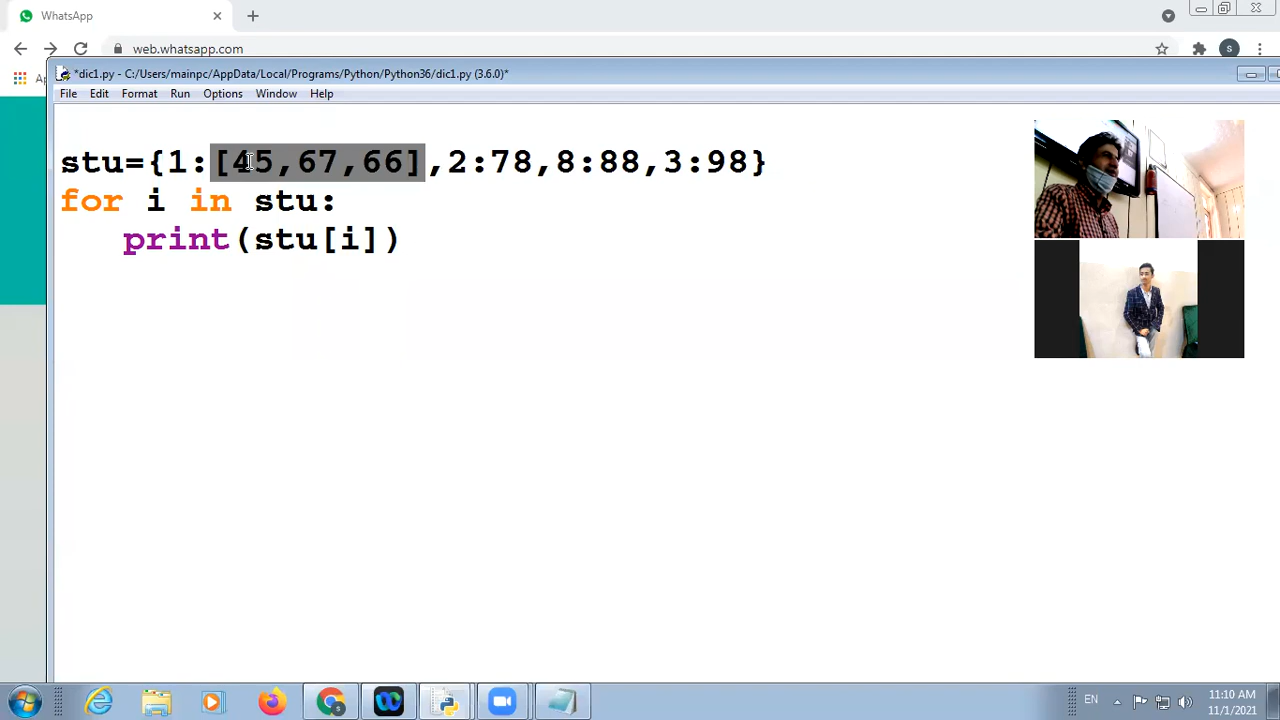 WhatsApp
web.whatsapp.com
S
*dic1.py - C:/Users/mainpc/AppData/Local/Programs/Python/Python36/dic1.py (3.6.0)*
File Edit Format Run Options Window Help
stu={1:[45,67,66],2:78,8:88,3:98}
for i in stu:
print(stu[i])
EN
11:10 AM
11/1/2021